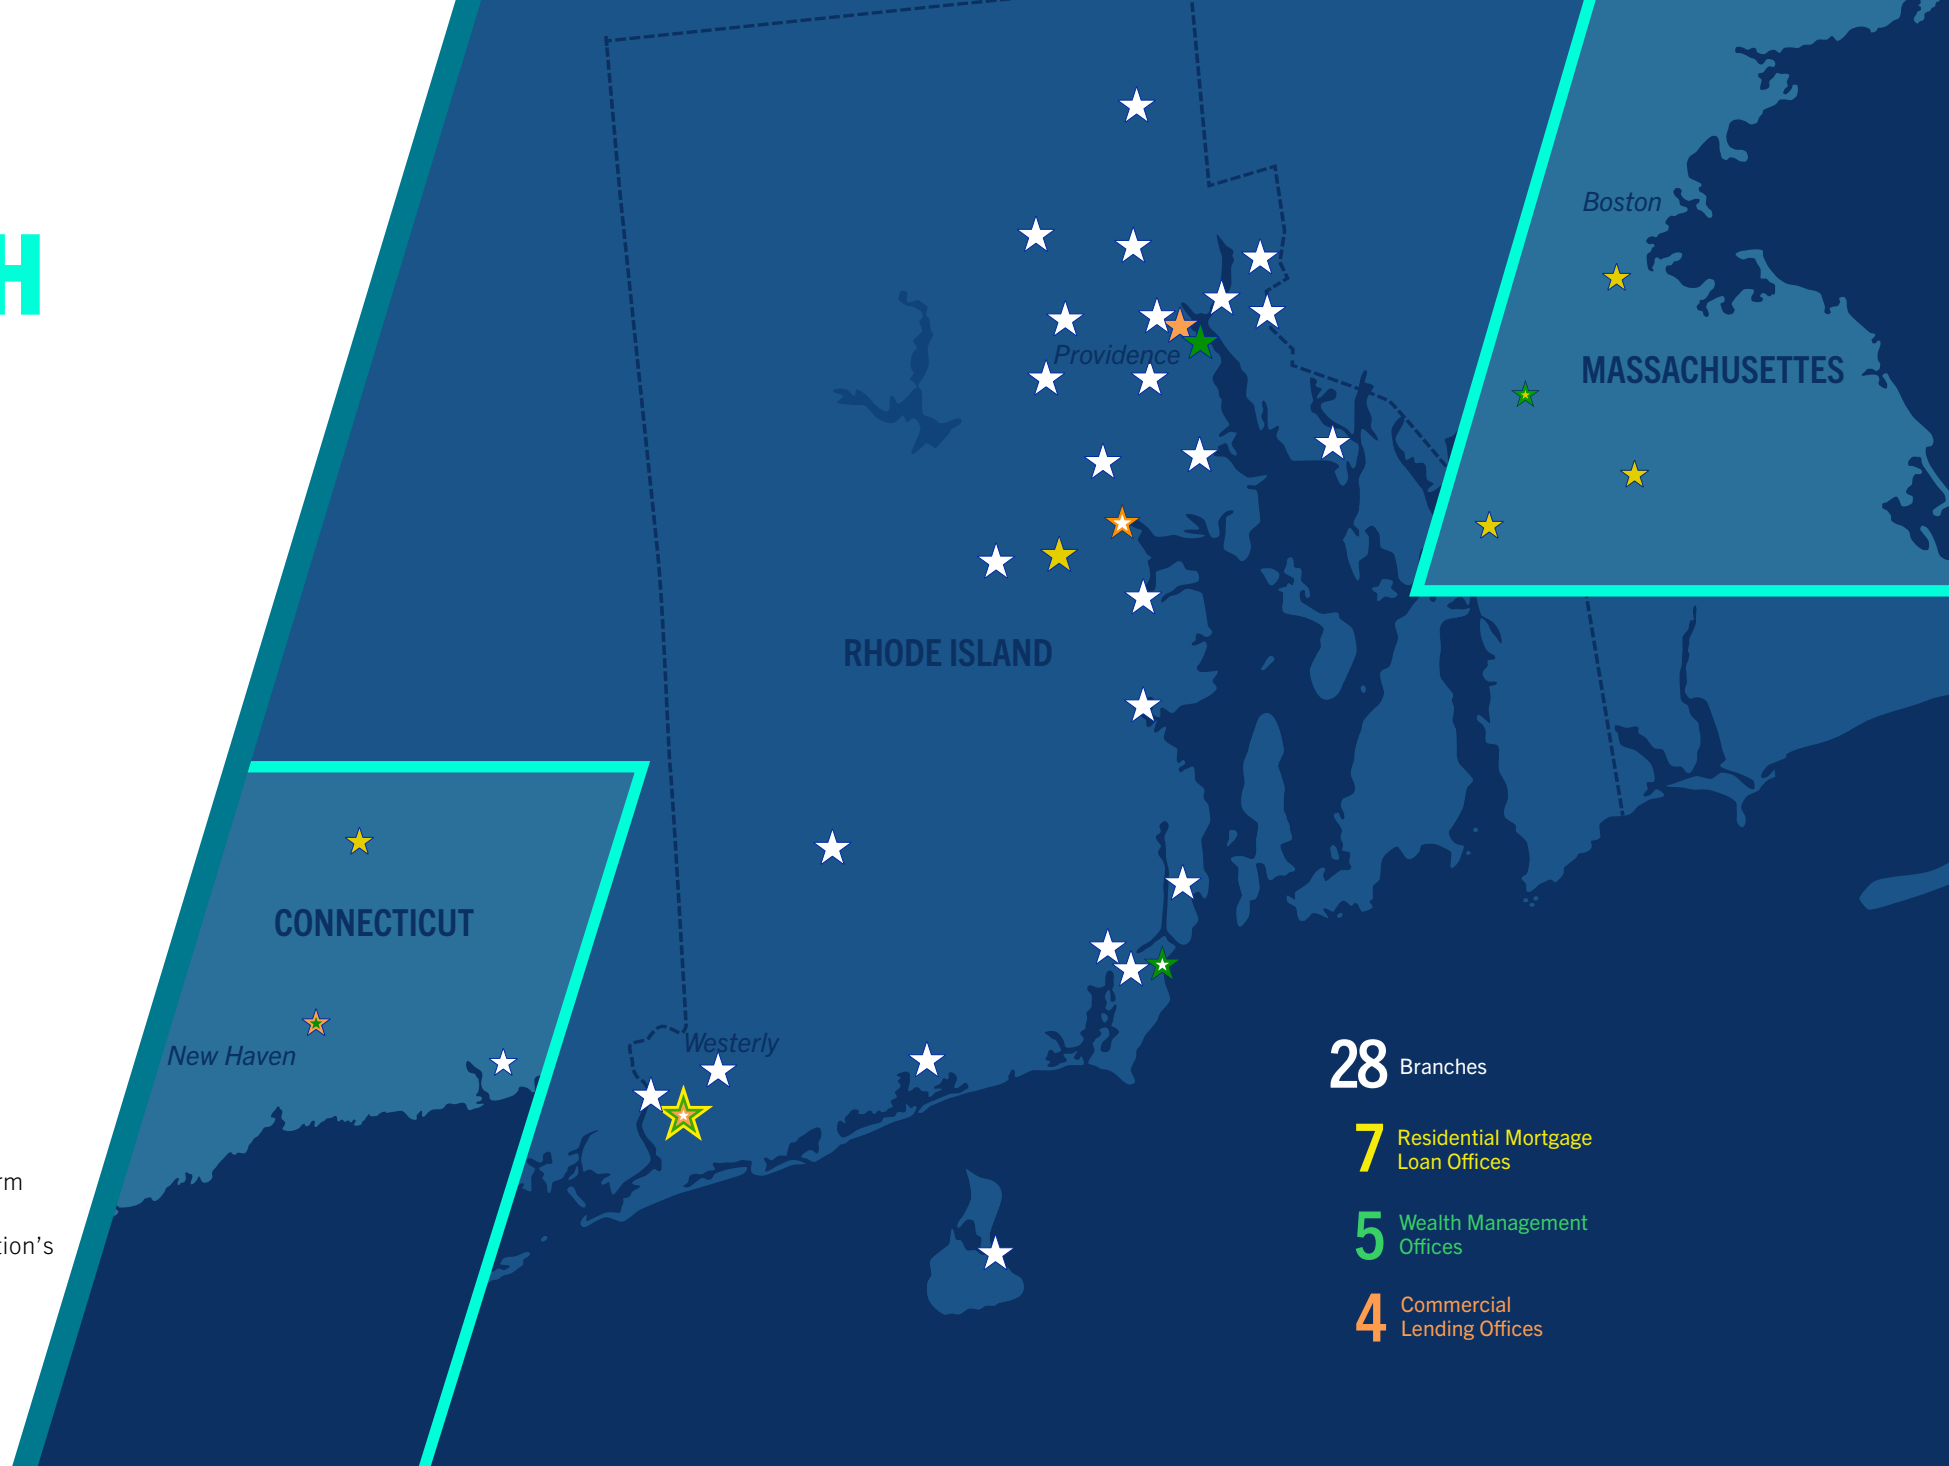 H
rm
tion's
Boston
MASSACHUSETTES
Providence
RHODE ISLAND
CONNECTICUT
New Haven
Westerly
28 Branches
7 Residential Mortgage
Loan Offices
5 Wealth Management
Offices
4 Commercial
Lending Offices